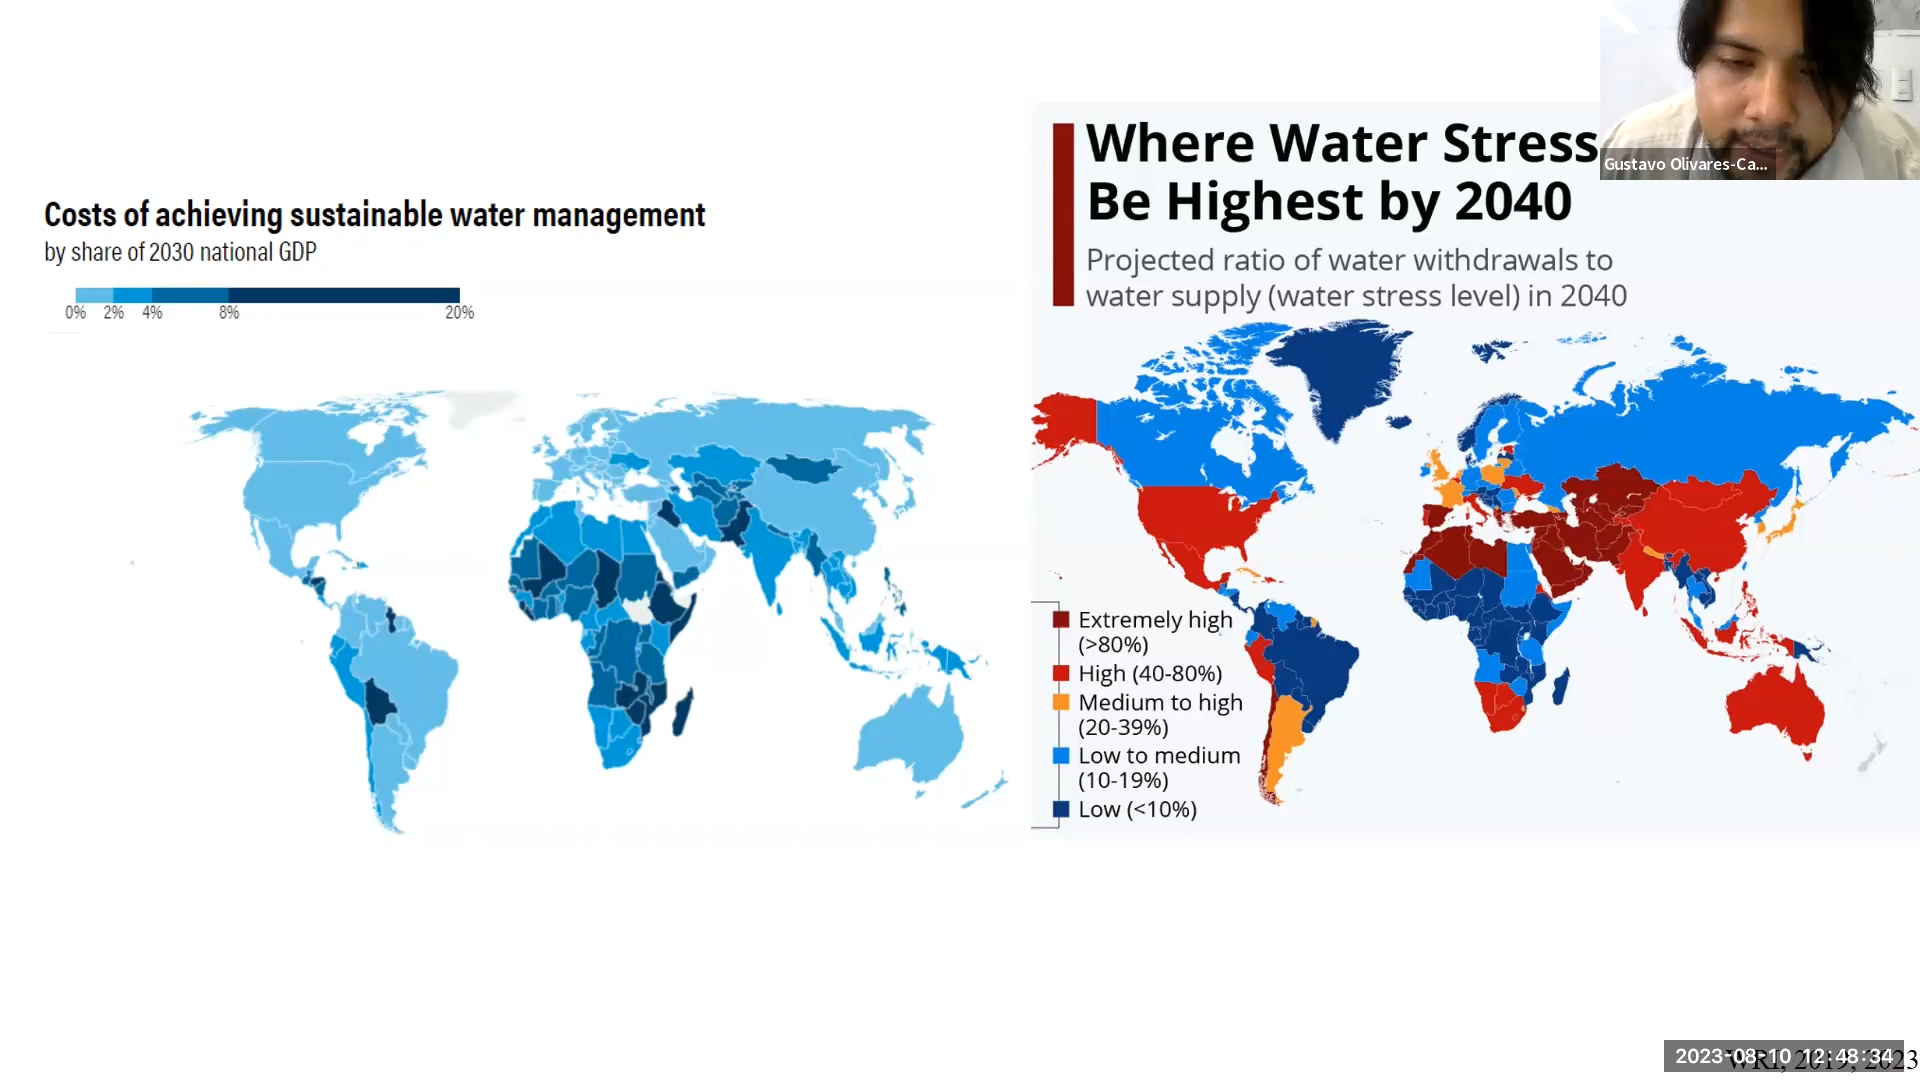 Costs of achieving sustainable water management
by share of 2030 national GDP
0% 2% 4% 8% 20%
Where Water Stress
Be Highest by 2040
Projected ratio of water withdrawals to
water supply (water stress level) in 2040
Extremely high
(>80%)
High (40-80%)
Medium to high
(20-39%)
Low to medium
(10-19%)
Low (<10%)
Gustavo Olivares-Ca...
WRI, 2019, 2023
2023-08-10 12:48:34